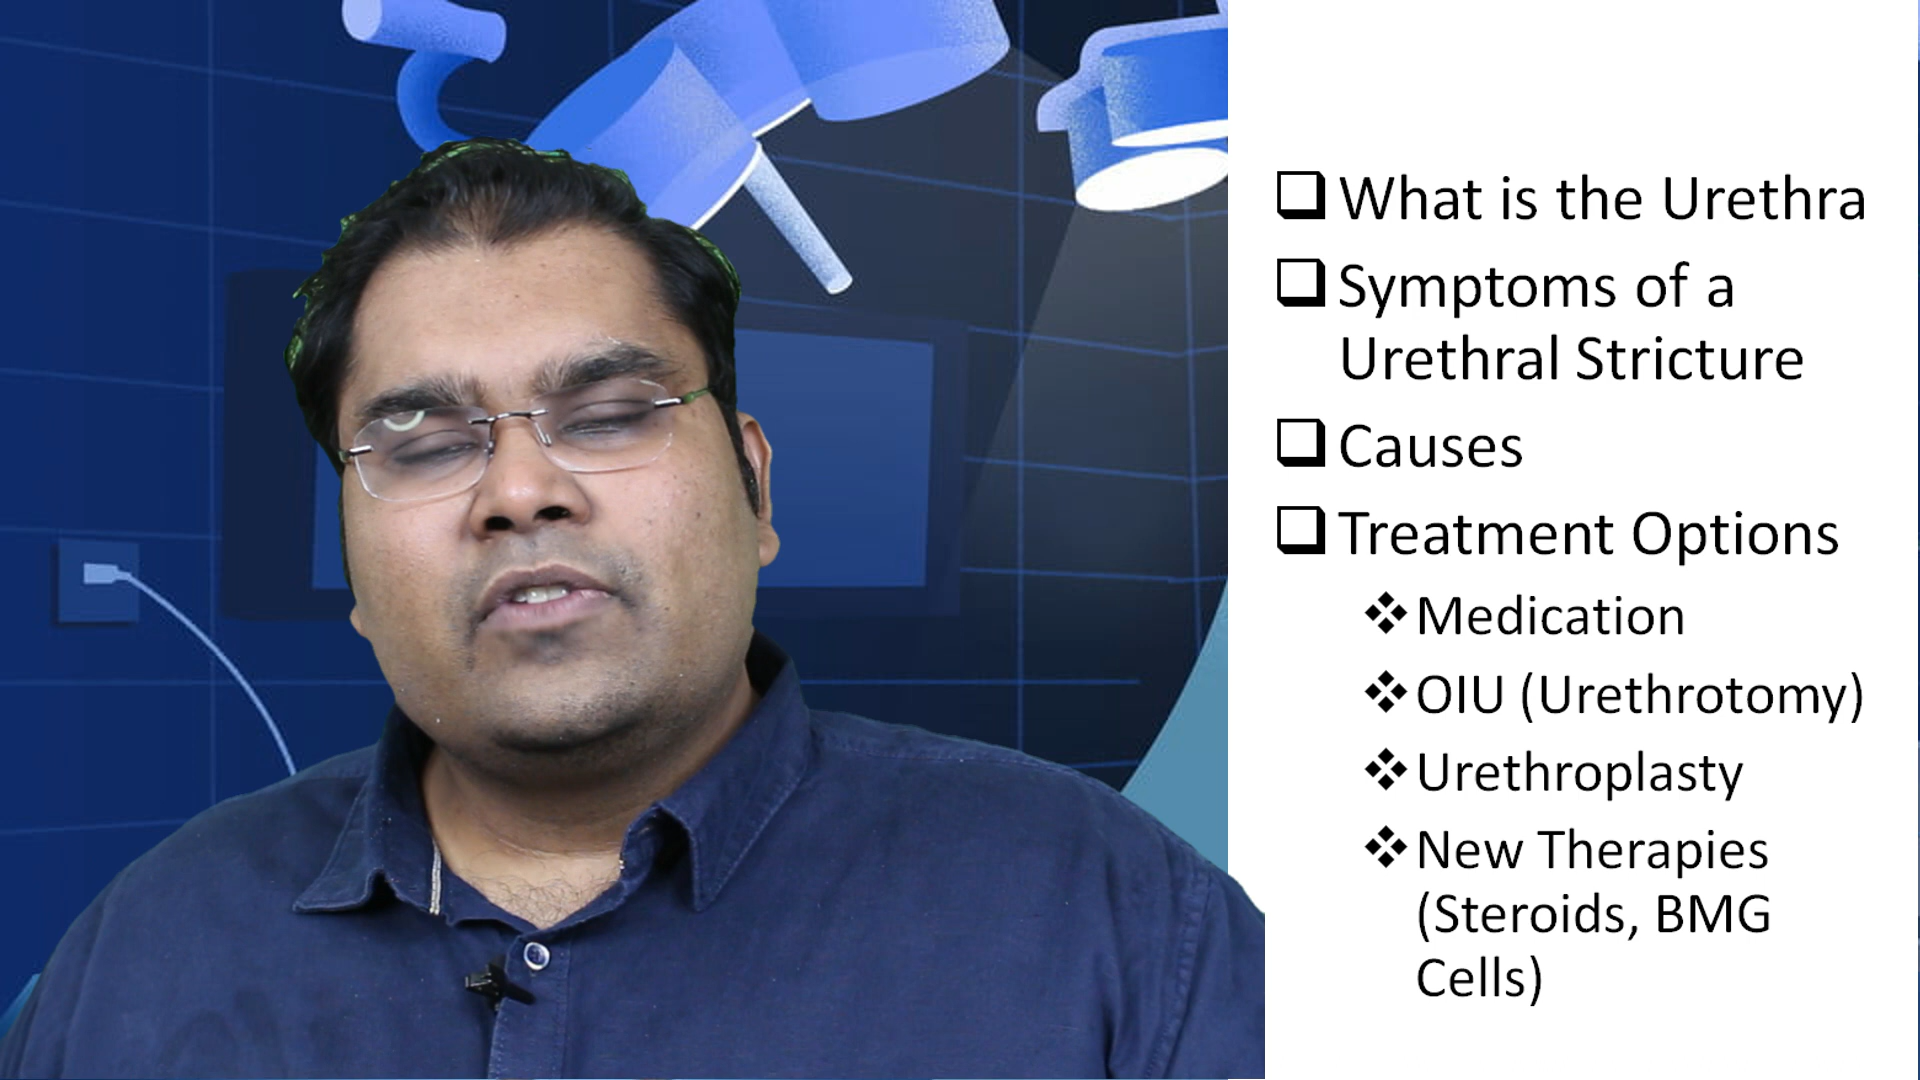 What is the Urethra
Symptoms of a
Urethral Stricture
Causes
Treatment Options
Medication
OIU (Urethrotomy)
Urethroplasty
New Therapies
(Steroids, BMG
Cells)